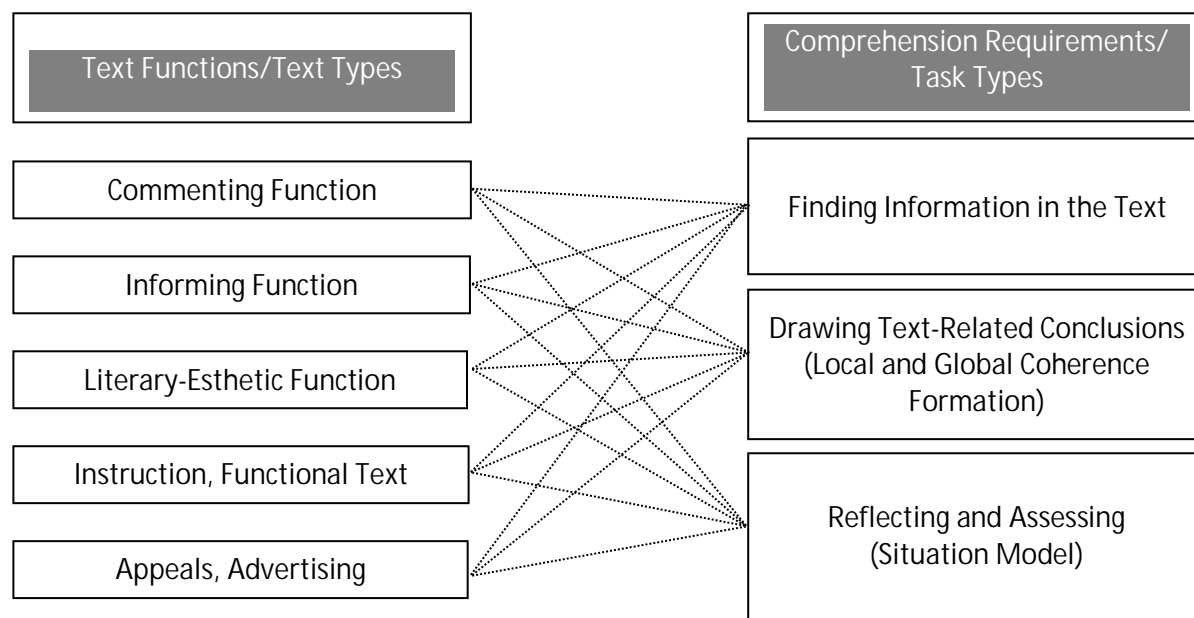 Text Functions/Text Types
Comprehension Requirements/
Task Types
Commenting Function
Informing Function
Literary-Esthetic Function
Instruction, Functional Text
Appeals, Advertising
Finding Information in the Text
Drawing Text-Related Conclusions
(Local and Global Coherence
Formation)
Reflecting and Assessing
(Situation Model)